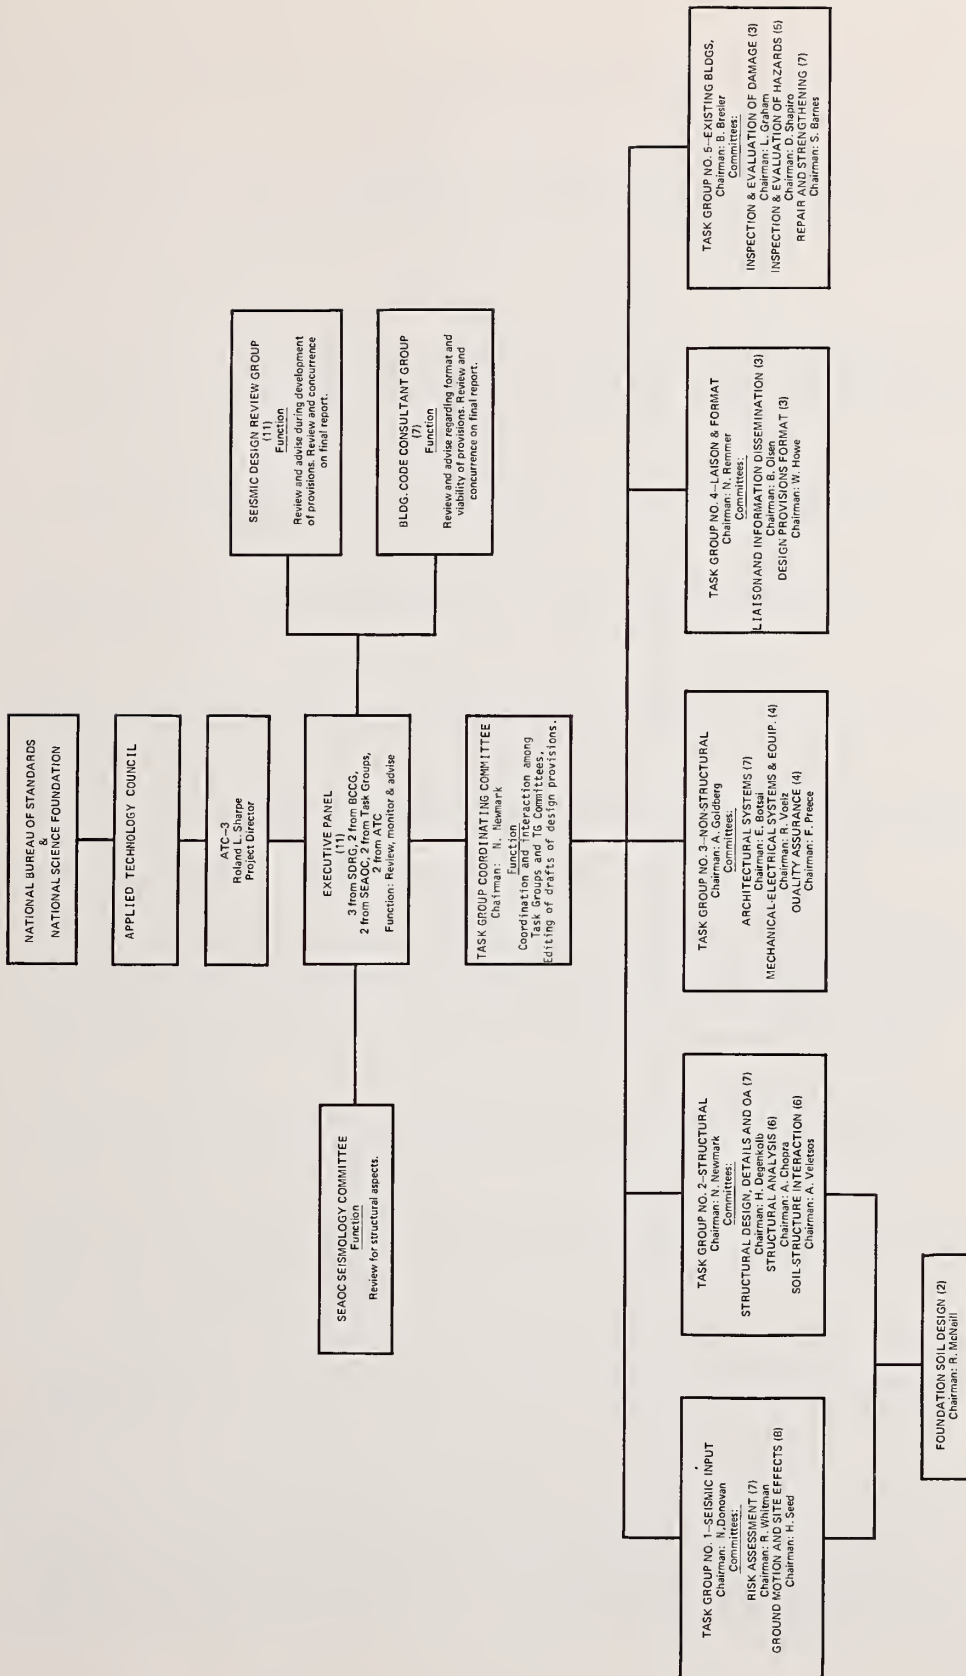 NATIONAL BUREAU OF STANDARDS
&
NATIONAL SCIENCE FOUNDATION
APPLIED TECHNOLOGY COUNCIL
ATC-3
Roland L. Sharpe
Project Director
EXECUTIVE PANEL
(11)
3 from SDRG, 2 from BCCG,
2 from SEAOC, 2 from Task Groups,
2 from ATC
Function: Review, monitor & advise
SEAOC SEISMOLOGY COMMITTEE
Function
Review for structural aspects.
SEISMIC DESIGN REVIEW GROUP
(11)
Function
Review and advise during development
of provisions. Review and concurrence
on final report.
BLDG. CODE CONSULTANT GROUP
(7)
Function
Review and advise regarding format and
viability of provisions. Review and
concurrence on final report.
TASK GROUP COORDINATING COMMITTEE
Chairman: N. Newmark
Function
Coordination and interaction among
Task Groups and TG Committees,
Editing of drafts of design provisions.
TASK GROUP NO. 1—SEISMIC INPUT
Chairman: N. Donovan
Committees:
RISK ASSESSMENT (7)
Chairman: R. Whitman
GROUND MOTION AND SITE EFFECTS (8)
Chairman: H. Seed
TASK GROUP NO. 2—STRUCTURAL
Chairman: N. Newmark
Committees:
STRUCTURAL DESIGN, DETAILS AND QA (7)
Chairman: H. Degenkolb
STRUCTURAL ANALYSIS (6)
Chairman: A. Chopra
SOIL-STRUCTURE INTERACTION (6)
Chairman: A. Veletsos
TASK GROUP NO. 3—NON-STRUCTURAL
Chairman: A. Goldberg
Committees:
ARCHITECTURAL SYSTEMS (7)
Chairman: E. Botsai
MECHANICAL-ELECTRICAL SYSTEMS & EQUIP. (4)
Chairman: R. Voelz
QUALITY ASSURANCE (4)
Chairman: F. Preece
TASK GROUP NO. 4—LAISON & FORMAT
Chairman: N. Remmer
Committees:
LIAISON AND INFORMATION DISSEMINATION (3)
Chairman: B. Olsen
DESIGN PROVISIONS FORMAT (3)
Chairman: W. Howe
TASK GROUP NO. 5—EXISTING BLDGS,
Chairman: B. Bresler
Committees:
INSPECTION & EVALUATION OF DAMAGE (3)
Chairman: L. Graham
INSPECTION & EVALUATION OF HAZARDS (5)
Chairman: D. Shapiro
REPAIR AND STRENGTHENING (7)
Chairman: S. Barnes
FOUNDATION SOIL DESIGN (2)
Chairman: R. McNeill